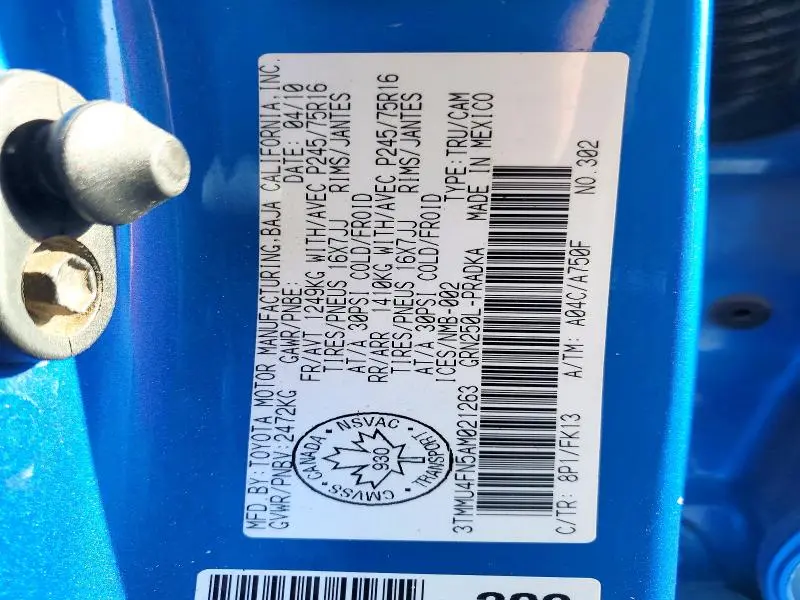 MFD BY:TOYOTA MOTOR MANUFACTURING,BAJA CALIFORNIA,INC.
GVWR/PNBV:2472KG GAWR/PNBE: DATE: 04/10
FR/AVT 1249KG WITH/AVEC P245/75R16
TIRES/PNEUS 16X7JJ RIMS/JANTES
AT/A 30PSI COLD/FROID
RR/ARR 1410KG WITH/AVEC P245/75R16
TIRES/PNEUS 16X7JJ RIMS/JANTES
AT/A 30PSI COLD/FROID
ICES/NMB-002 TYPE:TRU/CAM
CANADA · NSVAC · TRANSPORT · CMVSS ·
930
3TMMU4FN5AM021263 GRN250L-PRADKA MADE IN MEXICO
C/TR: 8P1/FK13 A/TM: A04C/A750F NO.302